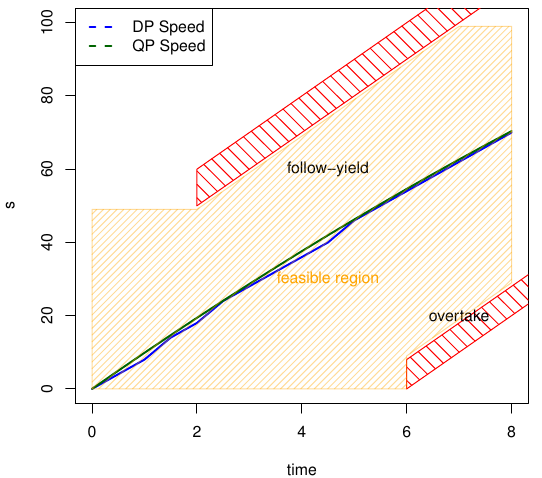 DP Speed
QP Speed
100
80
60
40
20
0
s
follow--yield
feasible region
overtake
0 2 4 6 8
time